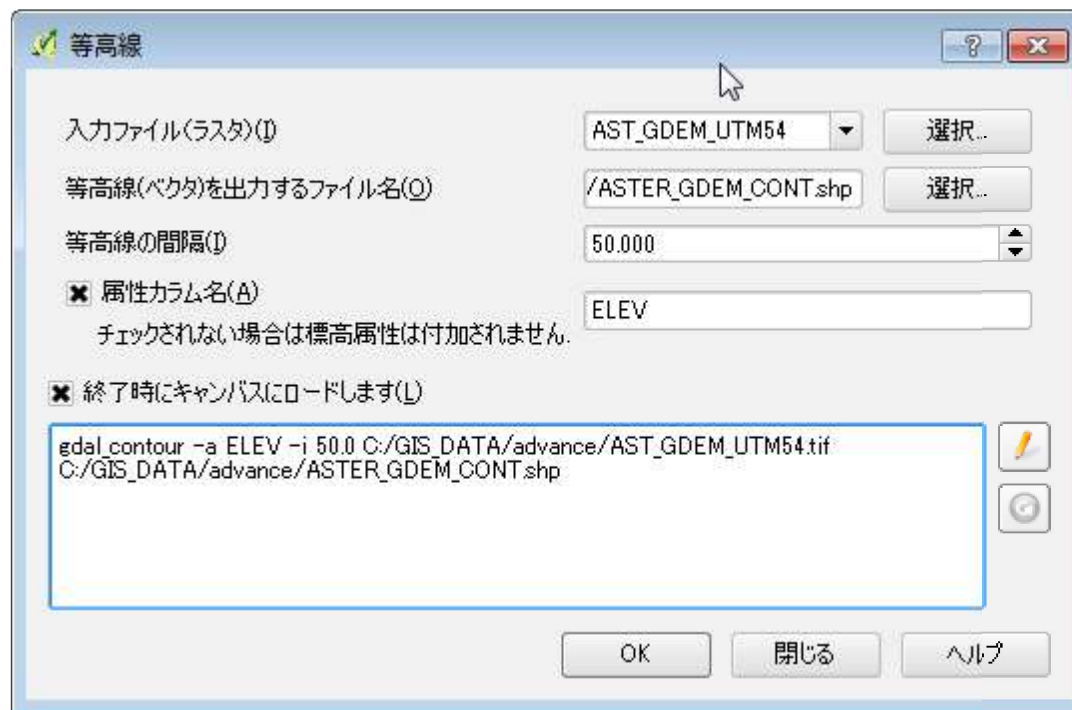 等高線
入力ファイル(ラスタ)(I)
AST_GDEM_UTM54
選択...
等高線(ベクタ)を出力するファイル名(O)
/ASTER_GDEM_CONT.shp
選択...
等高線の間隔(I)
50.000
属性カラム名(A)
ELEV
チェックされない場合は標高属性は付加されません.
終了時にキャンバスにロードします(L)
gdal_contour -a ELEV -i 50.0 C:/GIS_DATA/advance/AST_GDEM_UTM54.tif
C:/GIS_DATA/advance/ASTER_GDEM_CONT.shp
OK
閉じる
ヘルプ